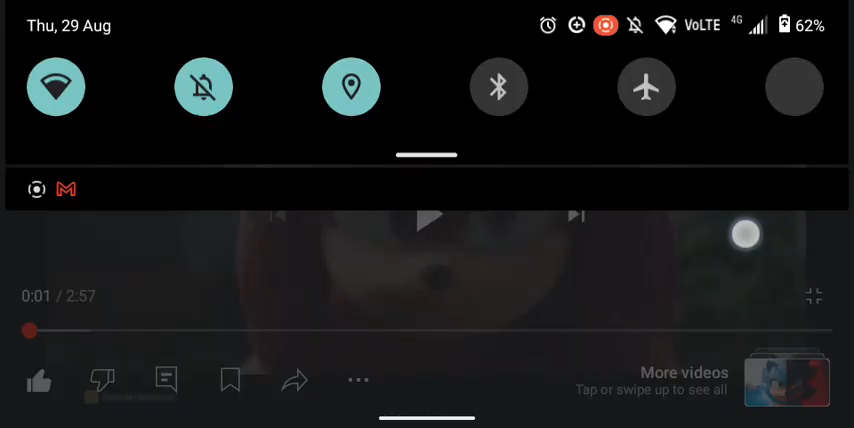 Thu, 29 Aug
VoLTE 4G 62%
0:01 / 2:57
More videos
Tap or swipe up to see all